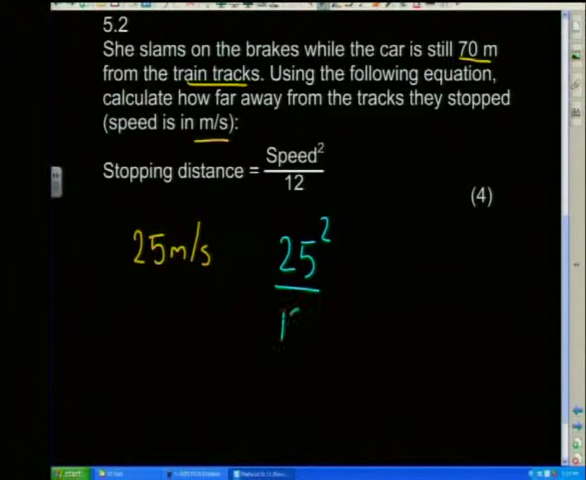 5.2
She slams on the brakes while the car is still 70 m
from the train tracks. Using the following equation,
calculate how far away from the tracks they stopped
(speed is in m/s):
Stopping distance = Speed²
12
(4)
25m/s 25²
start